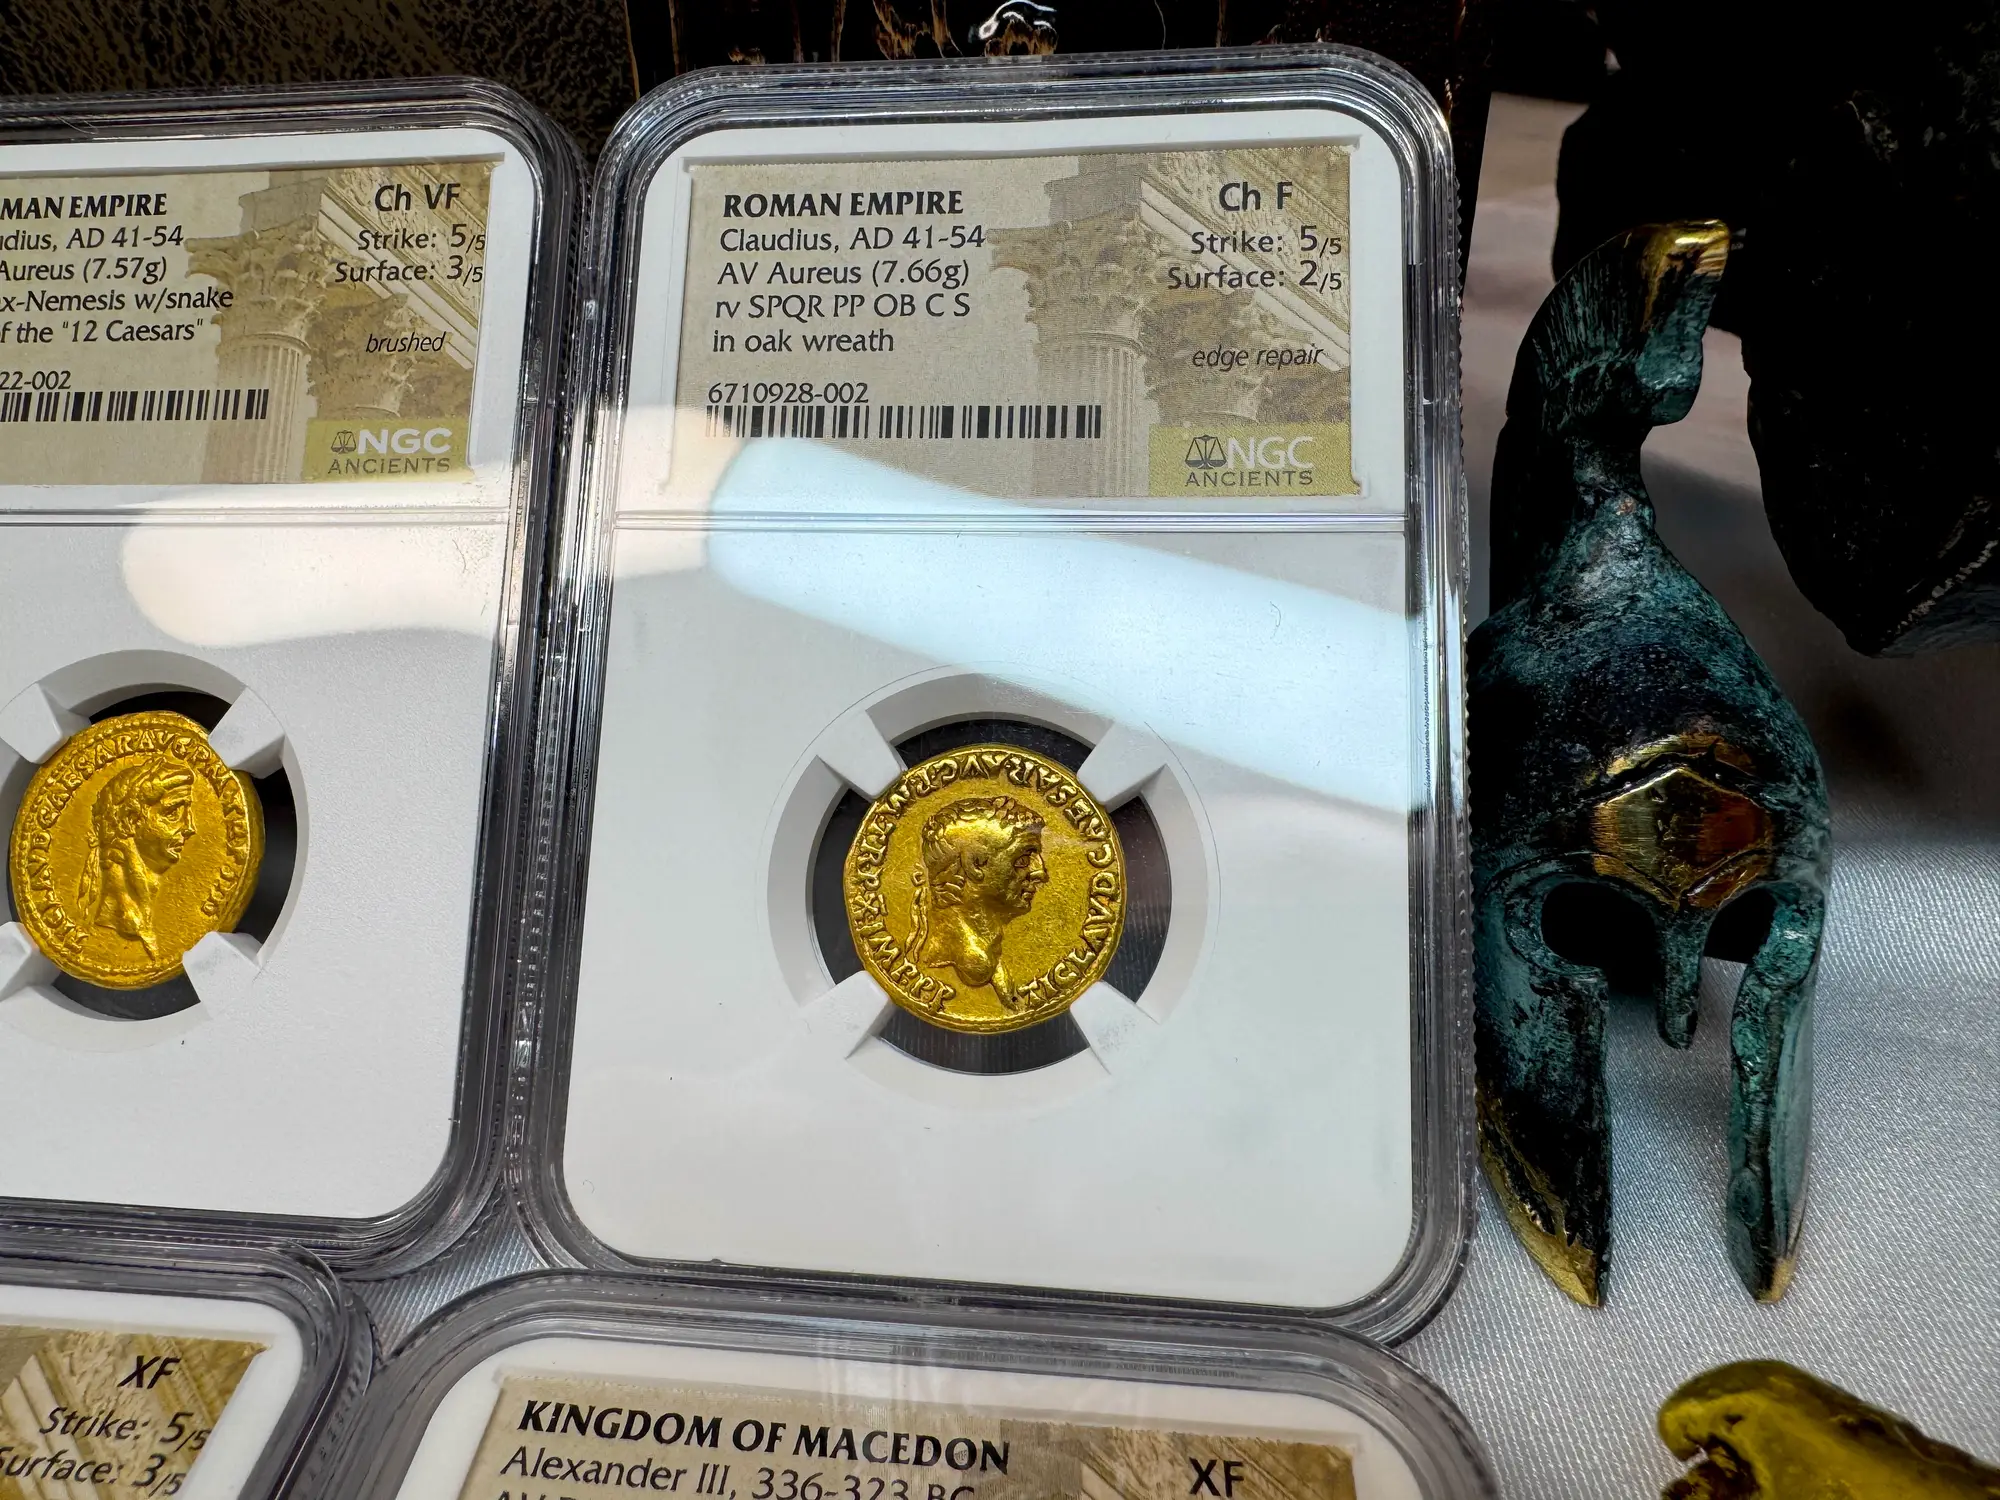 MAN EMPIRE
dius, AD 41-54
Aureus (7.57g)
x-Nemesis w/snake
f the "12 Caesars"
22-002
Ch VF
Strike: 5/5
Surface: 3/5
brushed
NGC
ANCIENTS
ROMAN EMPIRE
Claudius, AD 41-54
AV Aureus (7.66g)
rv SPQR PP OB C S
in oak wreath
6710928-002
Ch F
Strike: 5/5
Surface: 2/5
edge repair
NGC
ANCIENTS
XF
Strike: 5/5
Surface: 3/5
KINGDOM OF MACEDON
Alexander III, 336-323 BC
XF